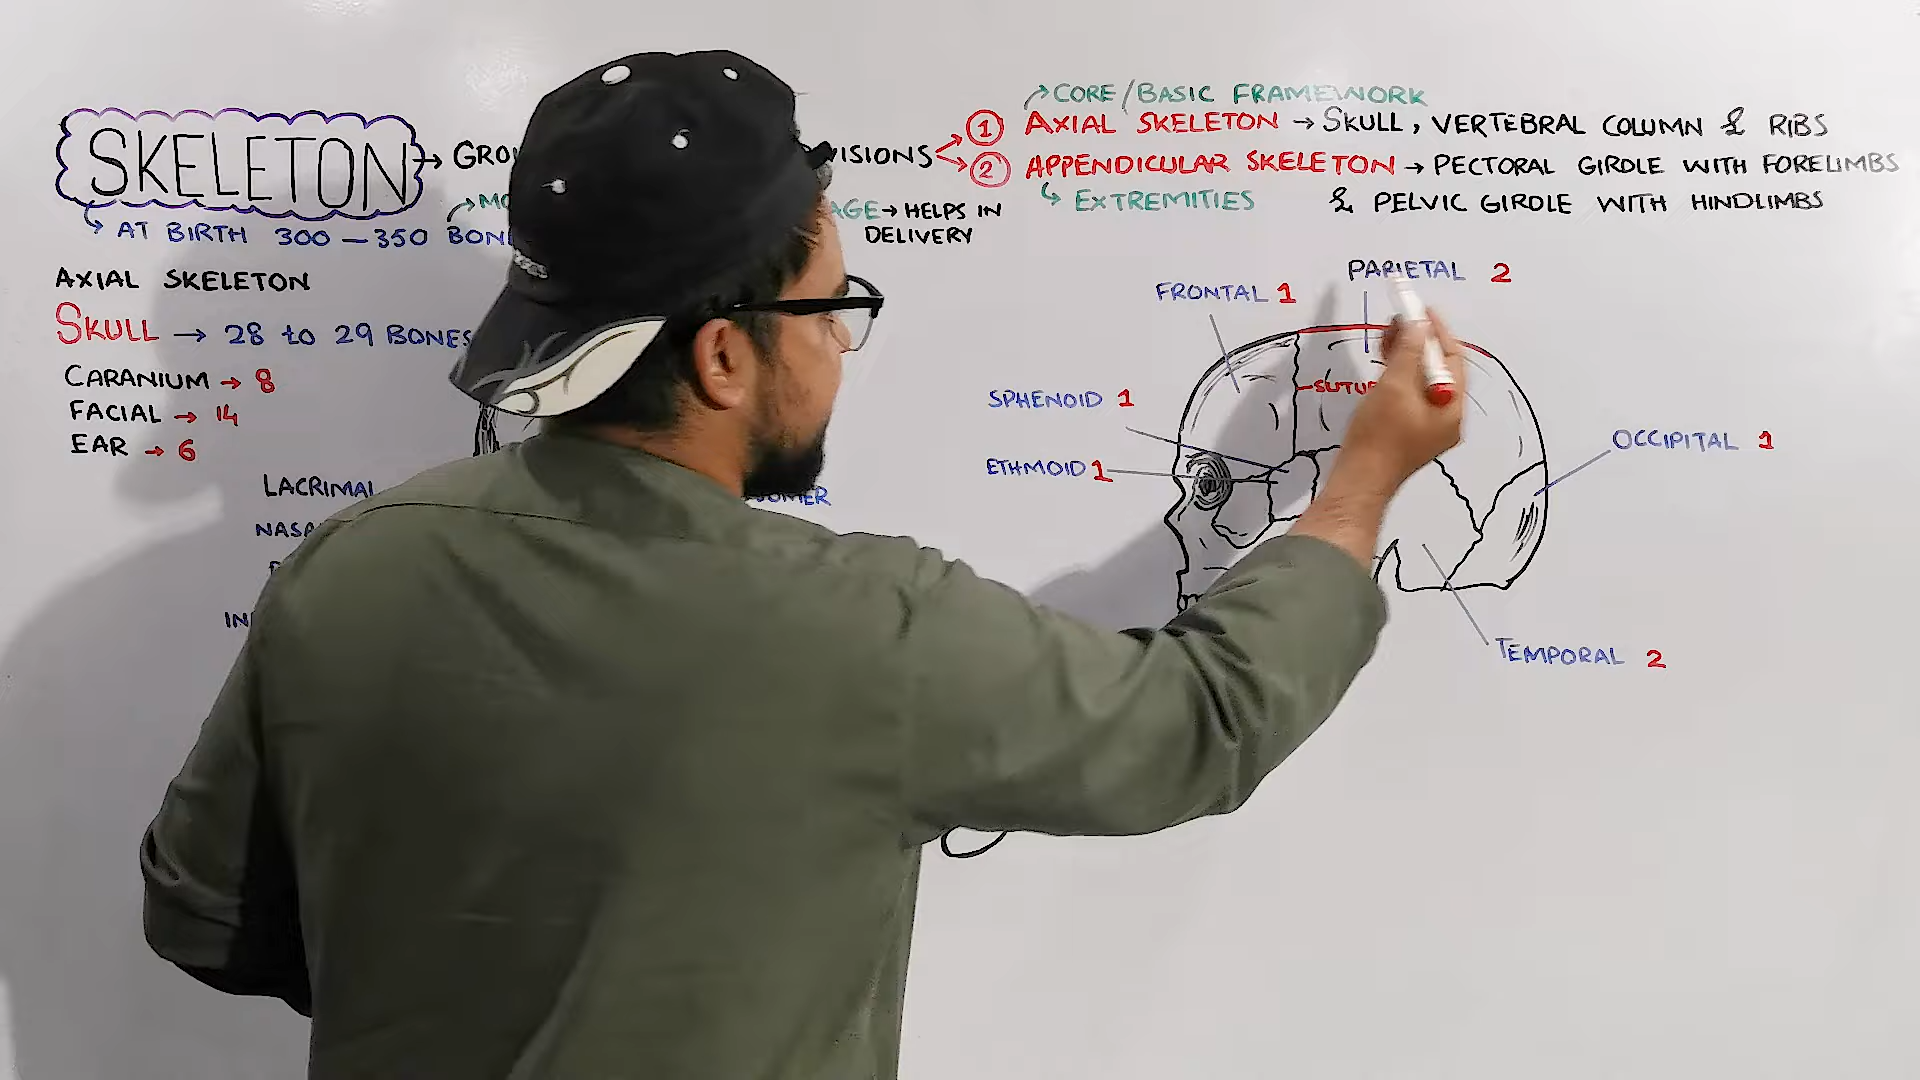 CORE/BASIC FRAMEWORK
SKELETON → 1 AXIAL SKELETON → SKULL, VERTEBRAL COLUMN & RIBS
2 APPENDICULAR SKELETON → PECTORAL GIRDLE WITH FORELIMBS
EXTREMITIES & PELVIC GIRDLE WITH HINDLIMBS
→ HELPS IN
DELIVERY
AT BIRTH 300 – 350
AXIAL SKELETON
SKULL → 28 to 29 BONES
CARANIUM → 8
FACIAL → 14
EAR → 6
LACRIMAL
FRONTAL 1
PARIETAL 2
SPHENOID 1
ETHMOID 1
OCCIPITAL 1
TEMPORAL 2